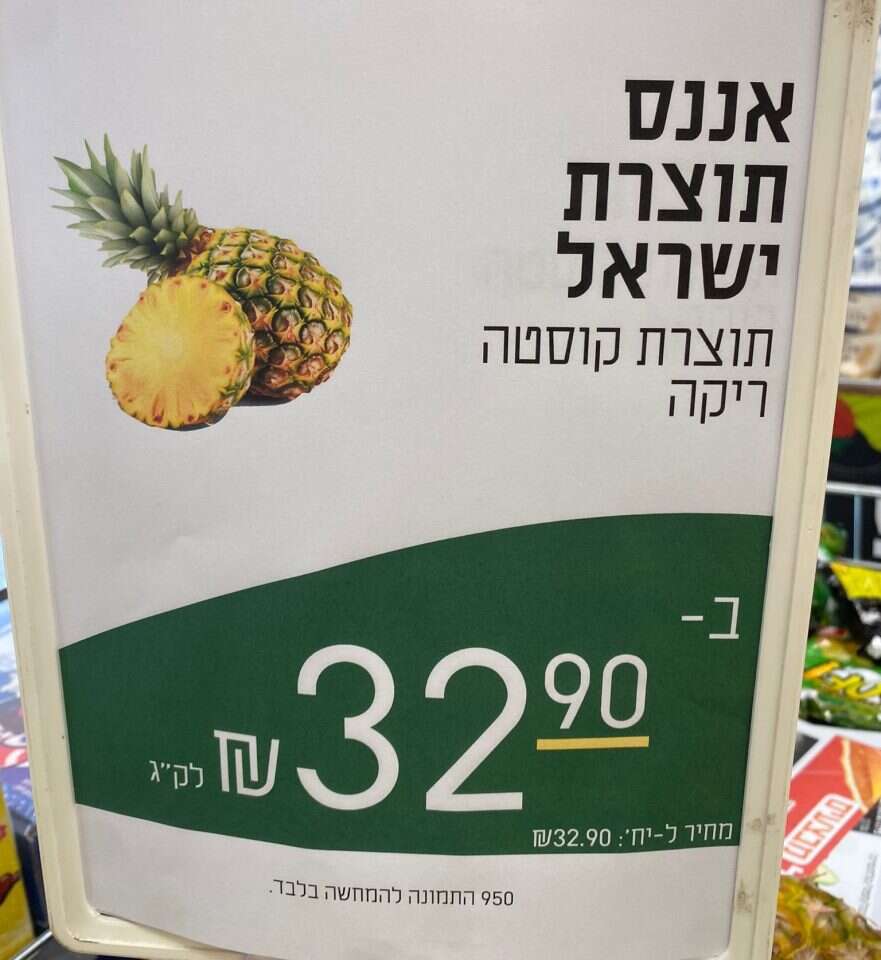 אננס
תוצרת
ישראל
תוצרת קוסטה
ריקה
ב-
32.90 ₪ לק״ג
מחיר ל-יח׳: 32.90₪
950 התמונה להמחשה בלבד.